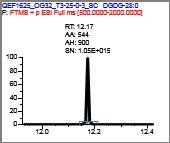 QEF1625_OG32_T3-25-0-3_SC DGDG-28:0
F: FTMS + p ESI Full ms [500.0000-2000.0000]
RT: 12.17
AA: 544
AH: 900
SN: 1.05E+015
100
80
60
40
20
0
12.0 12.2 12.4